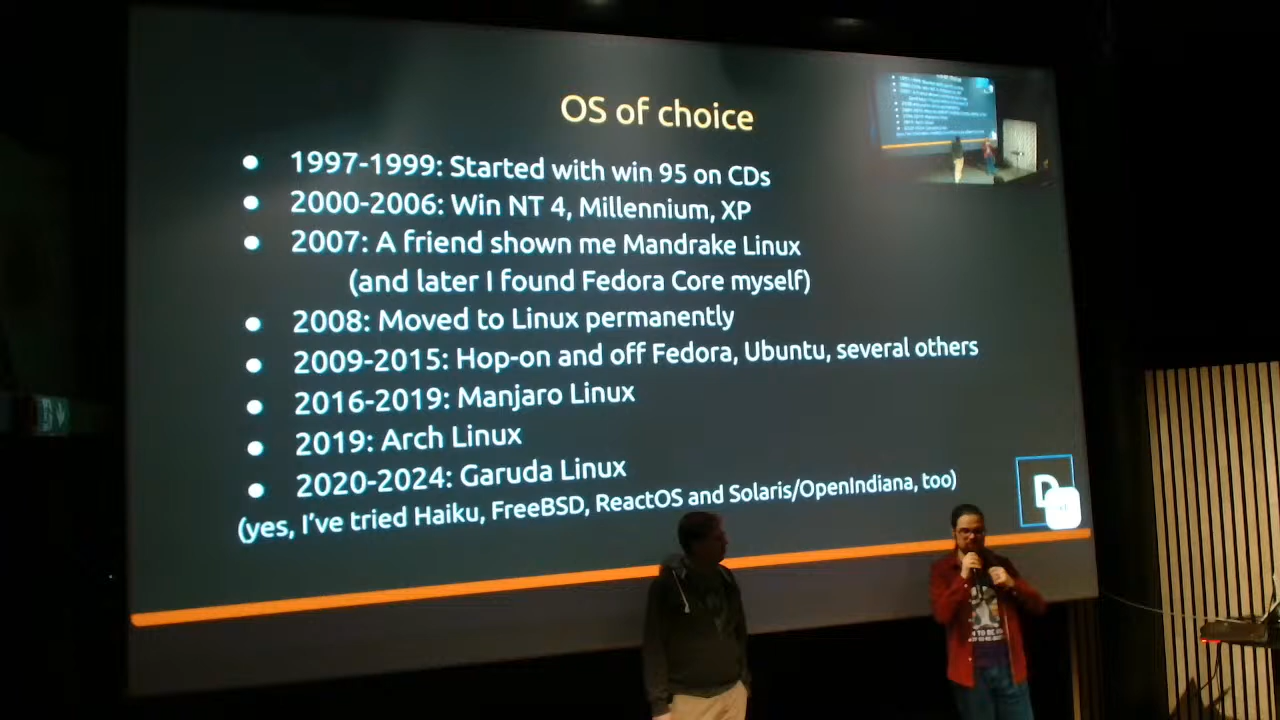 OS of choice
1997-1999: Started with win 95 on CDs
2000-2006: Win NT 4, Millennium, XP
2007: A friend shown me Mandrake Linux
(and later I found Fedora Core myself)
2008: Moved to Linux permanently
2009-2015: Hop-on and off Fedora, Ubuntu, several others
2016-2019: Manjaro Linux
2019: Arch Linux
2020-2024: Garuda Linux
(yes, I've tried Haiku, FreeBSD, ReactOS and Solaris/OpenIndiana, too)
D
TO BE